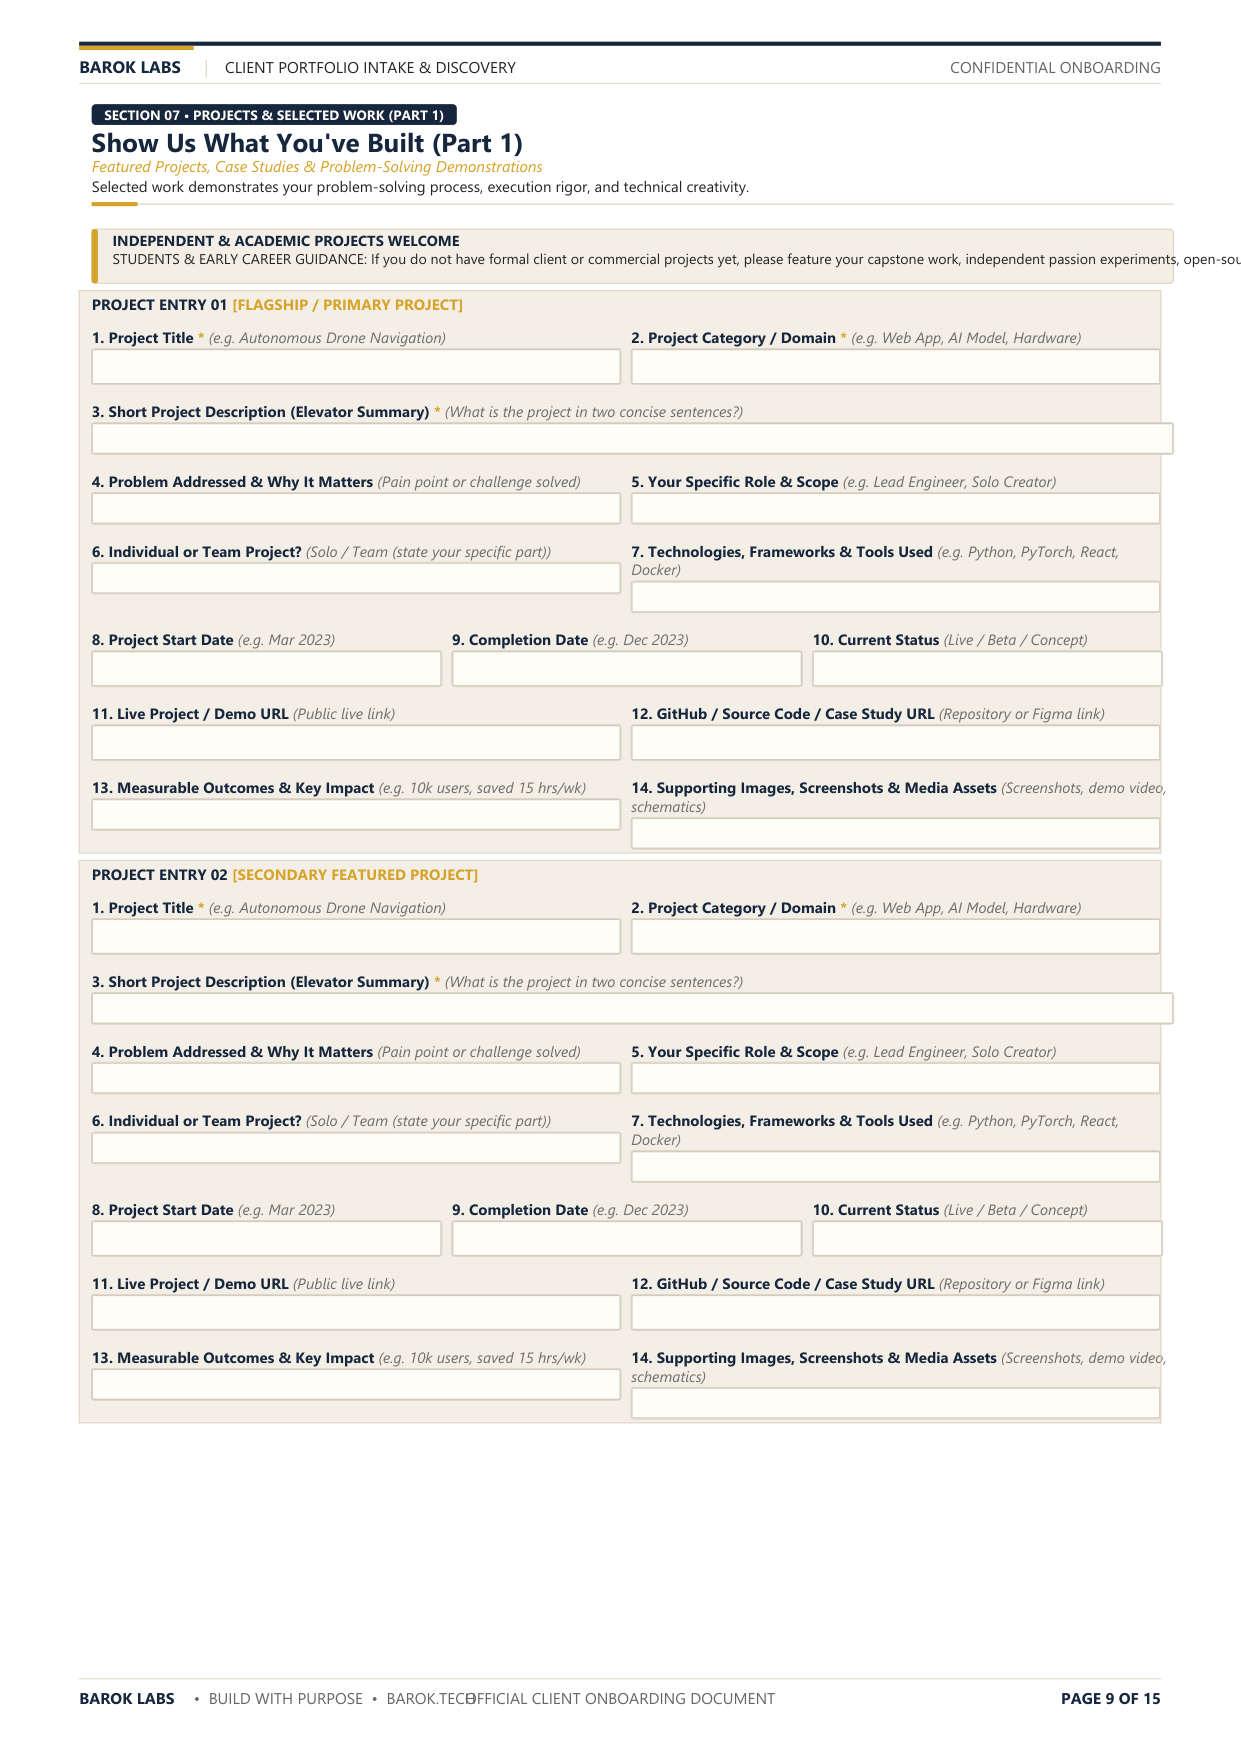 BAROK LABS | CLIENT PORTFOLIO INTAKE & DISCOVERY CONFIDENTIAL ONBOARDING
SECTION 07 • PROJECTS & SELECTED WORK (PART 1)
Show Us What You've Built (Part 1)
Featured Projects, Case Studies & Problem-Solving Demonstrations
Selected work demonstrates your problem-solving process, execution rigor, and technical creativity.
INDEPENDENT & ACADEMIC PROJECTS WELCOME
STUDENTS & EARLY CAREER GUIDANCE: If you do not have formal client or commercial projects yet, please feature your capstone work, independent passion experiments, open-sou
PROJECT ENTRY 01 [FLAGSHIP / PRIMARY PROJECT]
1. Project Title * (e.g. Autonomous Drone Navigation)
2. Project Category / Domain * (e.g. Web App, AI Model, Hardware)
3. Short Project Description (Elevator Summary) * (What is the project in two concise sentences?)
4. Problem Addressed & Why It Matters (Pain point or challenge solved)
5. Your Specific Role & Scope (e.g. Lead Engineer, Solo Creator)
6. Individual or Team Project? (Solo / Team (state your specific part))
7. Technologies, Frameworks & Tools Used (e.g. Python, PyTorch, React,
Docker)
8. Project Start Date (e.g. Mar 2023)
9. Completion Date (e.g. Dec 2023)
10. Current Status (Live / Beta / Concept)
11. Live Project / Demo URL (Public live link)
12. GitHub / Source Code / Case Study URL (Repository or Figma link)
13. Measurable Outcomes & Key Impact (e.g. 10k users, saved 15 hrs/wk)
14. Supporting Images, Screenshots & Media Assets (Screenshots, demo video,
schematics)
PROJECT ENTRY 02 [SECONDARY FEATURED PROJECT]
1. Project Title * (e.g. Autonomous Drone Navigation)
2. Project Category / Domain * (e.g. Web App, AI Model, Hardware)
3. Short Project Description (Elevator Summary) * (What is the project in two concise sentences?)
4. Problem Addressed & Why It Matters (Pain point or challenge solved)
5. Your Specific Role & Scope (e.g. Lead Engineer, Solo Creator)
6. Individual or Team Project? (Solo / Team (state your specific part))
7. Technologies, Frameworks & Tools Used (e.g. Python, PyTorch, React,
Docker)
8. Project Start Date (e.g. Mar 2023)
9. Completion Date (e.g. Dec 2023)
10. Current Status (Live / Beta / Concept)
11. Live Project / Demo URL (Public live link)
12. GitHub / Source Code / Case Study URL (Repository or Figma link)
13. Measurable Outcomes & Key Impact (e.g. 10k users, saved 15 hrs/wk)
14. Supporting Images, Screenshots & Media Assets (Screenshots, demo video,
schematics)
BAROK LABS • BUILD WITH PURPOSE • BAROK.TECH OFFICIAL CLIENT ONBOARDING DOCUMENT PAGE 9 OF 15